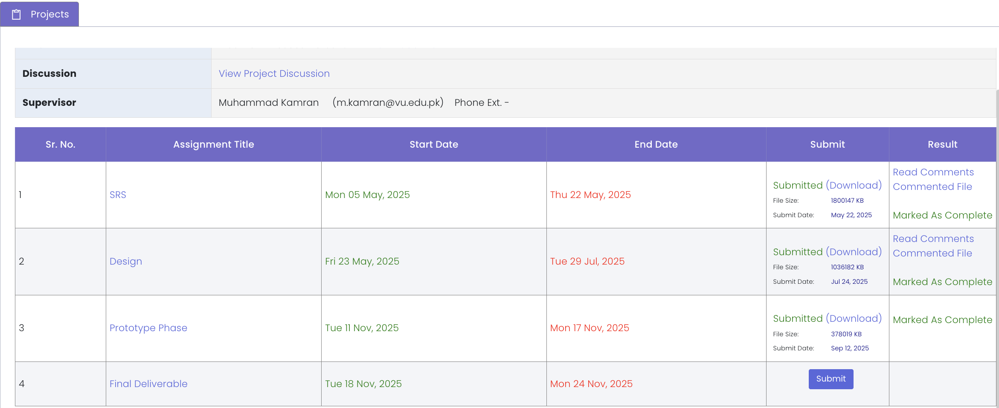 Projects
Discussion View Project Discussion
Supervisor Muhammad Kamran (m.kamran@vu.edu.pk) Phone Ext. -
Sr. No. Assignment Title Start Date End Date Submit Result
1 SRS Mon 05 May, 2025 Thu 22 May, 2025
Submitted (Download)
File Size: 1800147 KB
Submit Date: May 22, 2025
Read Comments
Commented File
Marked As Complete
2 Design Fri 23 May, 2025 Tue 29 Jul, 2025
Submitted (Download)
File Size: 1036182 KB
Submit Date: Jul 24, 2025
Read Comments
Commented File
Marked As Complete
3 Prototype Phase Tue 11 Nov, 2025 Mon 17 Nov, 2025
Submitted (Download)
File Size: 378019 KB
Submit Date: Sep 12, 2025
Marked As Complete
4 Final Deliverable Tue 18 Nov, 2025 Mon 24 Nov, 2025 Submit